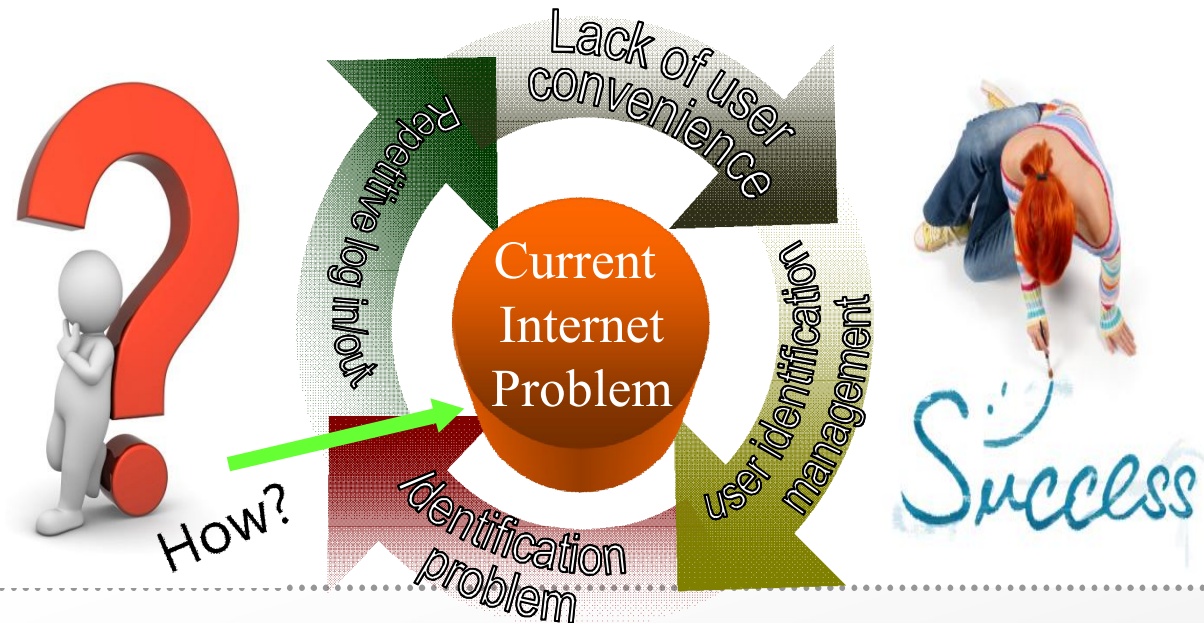 Lack of user
convenience
Repetitive log in/out
Current
Internet
Problem
user identification
management
Identification
problem
How?
Success